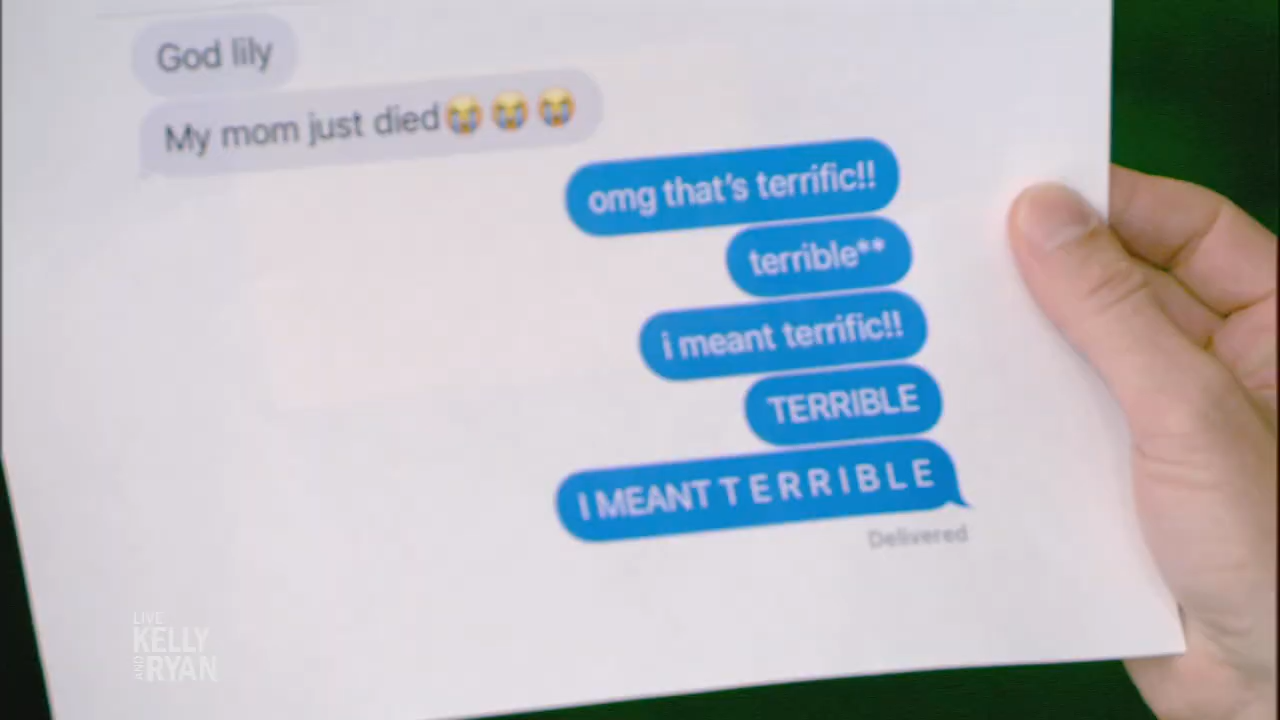 God lily
My mom just died😭😭😭
omg that's terrific!!
terrible**
i meant terrific!!
TERRIBLE
I MEANT T E R R I B L E
Delivered
LIVE
KELLY
AND RYAN